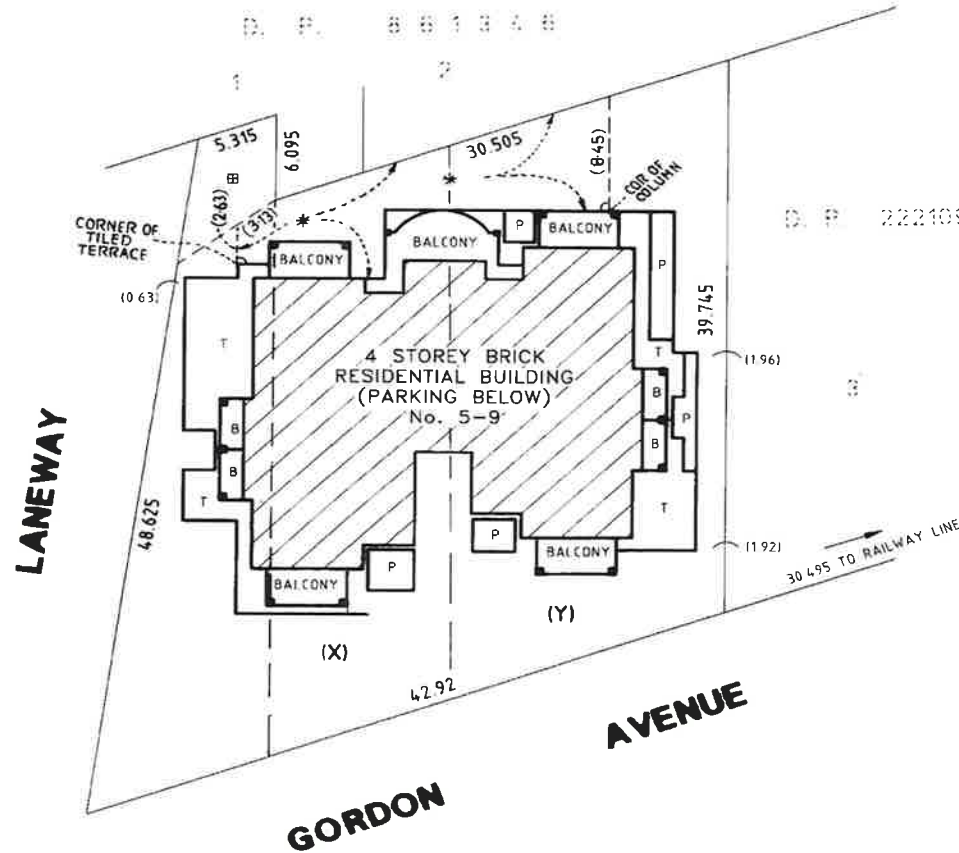 D. P. 881346
1
2
5.315
6.095
30.505
(8·45)
COR OF
COLUMN
(2·63)
(3·13)
CORNER OF
TILED
TERRACE
BALCONY
BALCONY
P
BALCONY
D. P. 222109
P
(0 63)
39.745
T
4 STOREY BRICK
RESIDENTIAL BUILDING
(PARKING BELOW)
No. 5-9
T
(1.96)
3
B
B
P
B
B
LANEWAY
48.625
T
T
P
P
BALCONY
(1.92)
30 495 TO RAILWAY LINE
BALCONY
(X)
(Y)
42.92
GORDON AVENUE